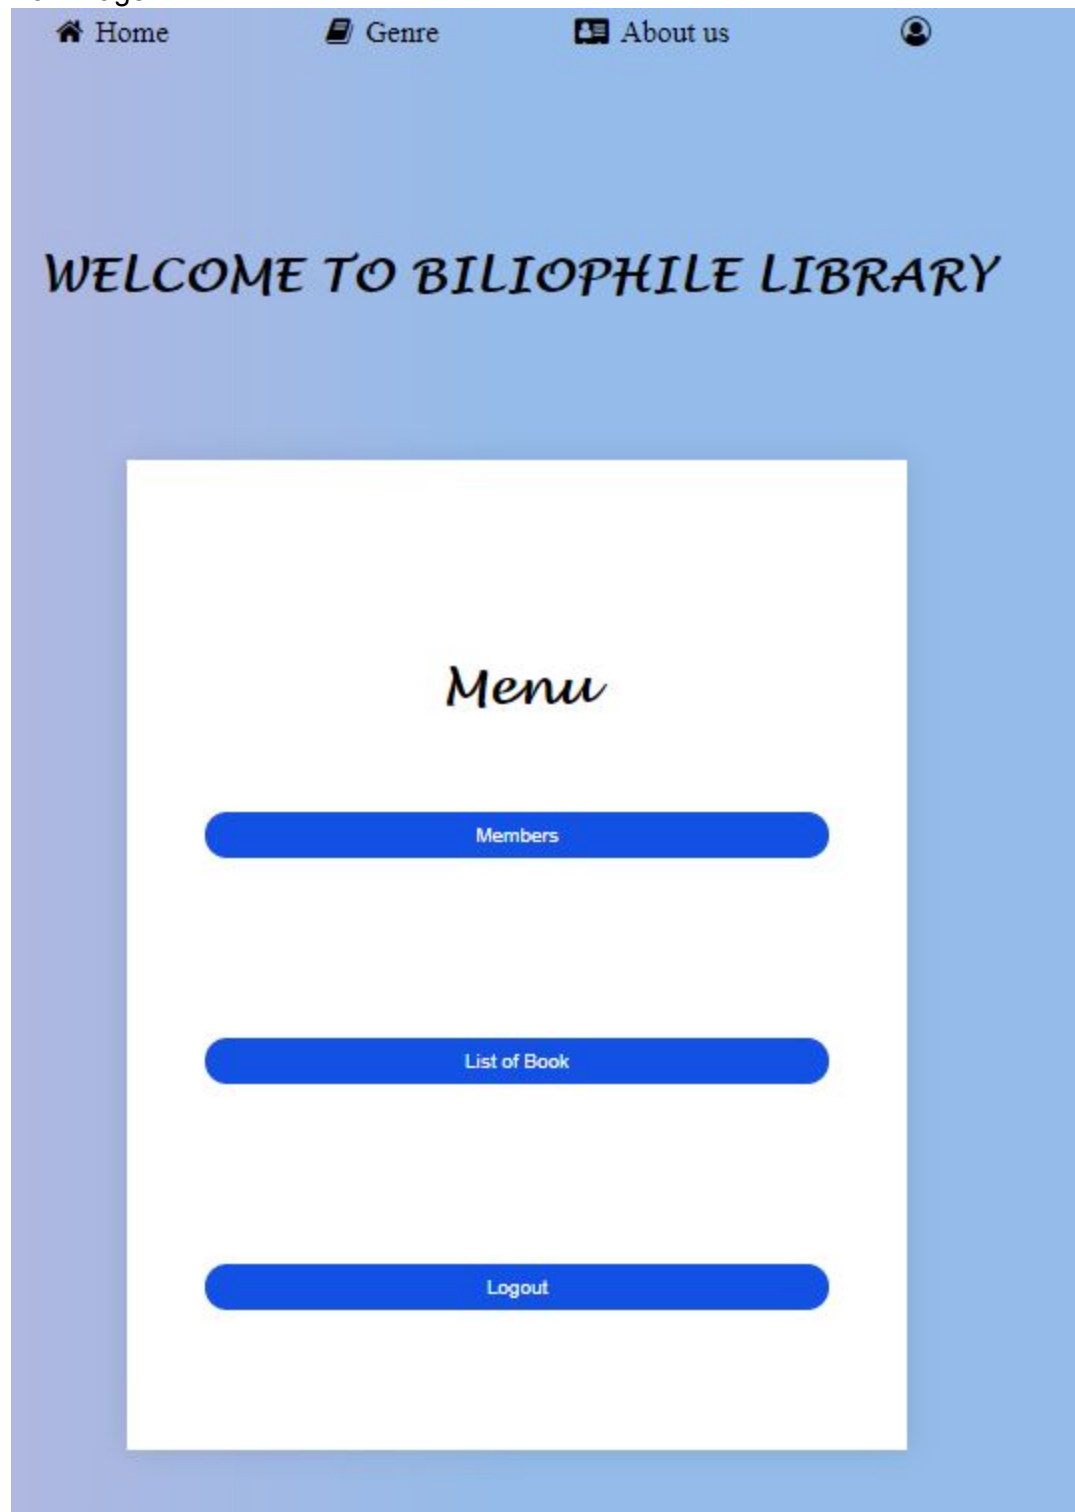 Home Genre About us
WELCOME TO BILIOPHILE LIBRARY
Menu
Members
List of Book
Logout